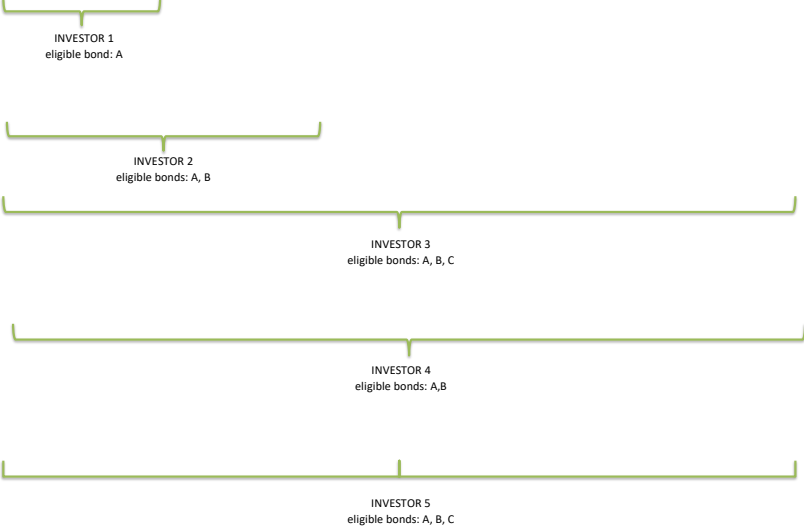 INVESTOR 1
eligible bond: A
INVESTOR 2
eligible bonds: A, B
INVESTOR 3
eligible bonds: A, B, C
INVESTOR 4
eligible bonds: A,B
INVESTOR 5
eligible bonds: A, B, C